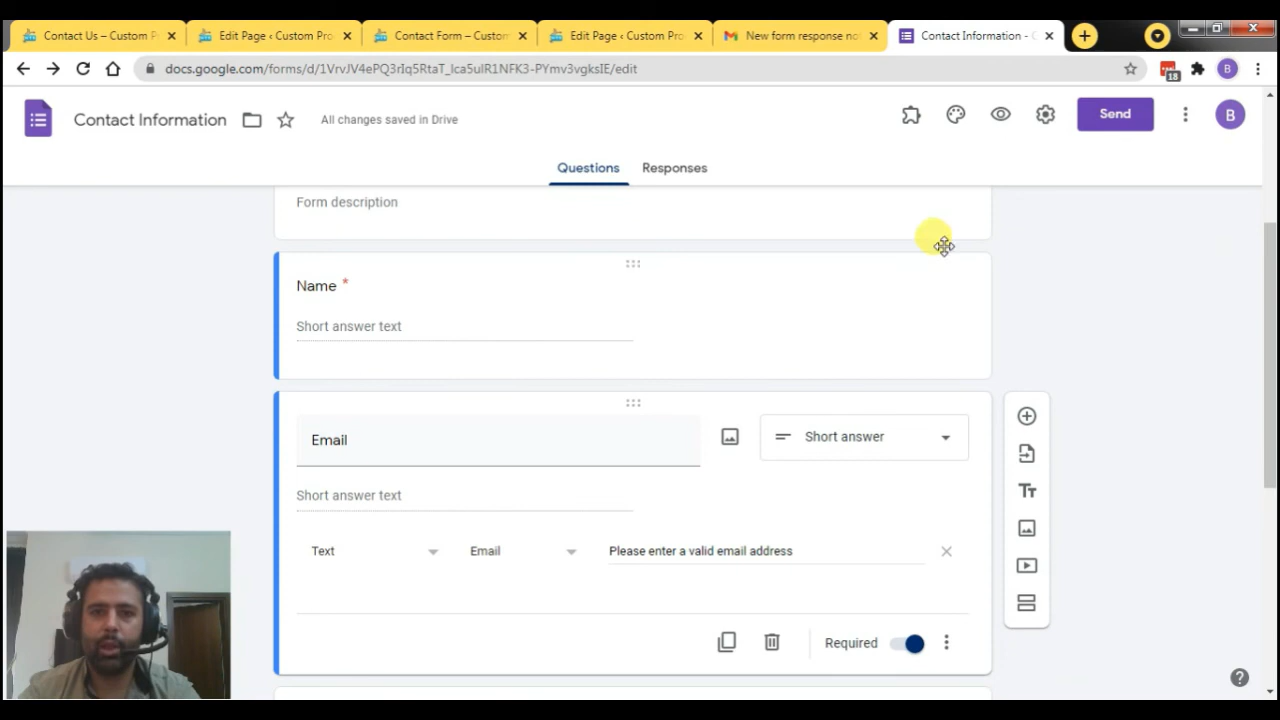 Contact Us – Custom P
Edit Page ‹ Custom Pro
Contact Form – Custom
Edit Page ‹ Custom Pro
New form response no
Contact Information - G
docs.google.com/forms/d/1VrvJV4ePQ3rIq5RtaT_lca5ulR1NFK3-PYmv3vgksIE/edit
18
B
Contact Information
All changes saved in Drive
Send
B
Questions
Responses
Form description
Name *
Short answer text
Email
Short answer
Short answer text
Text
Email
Please enter a valid email address
Required